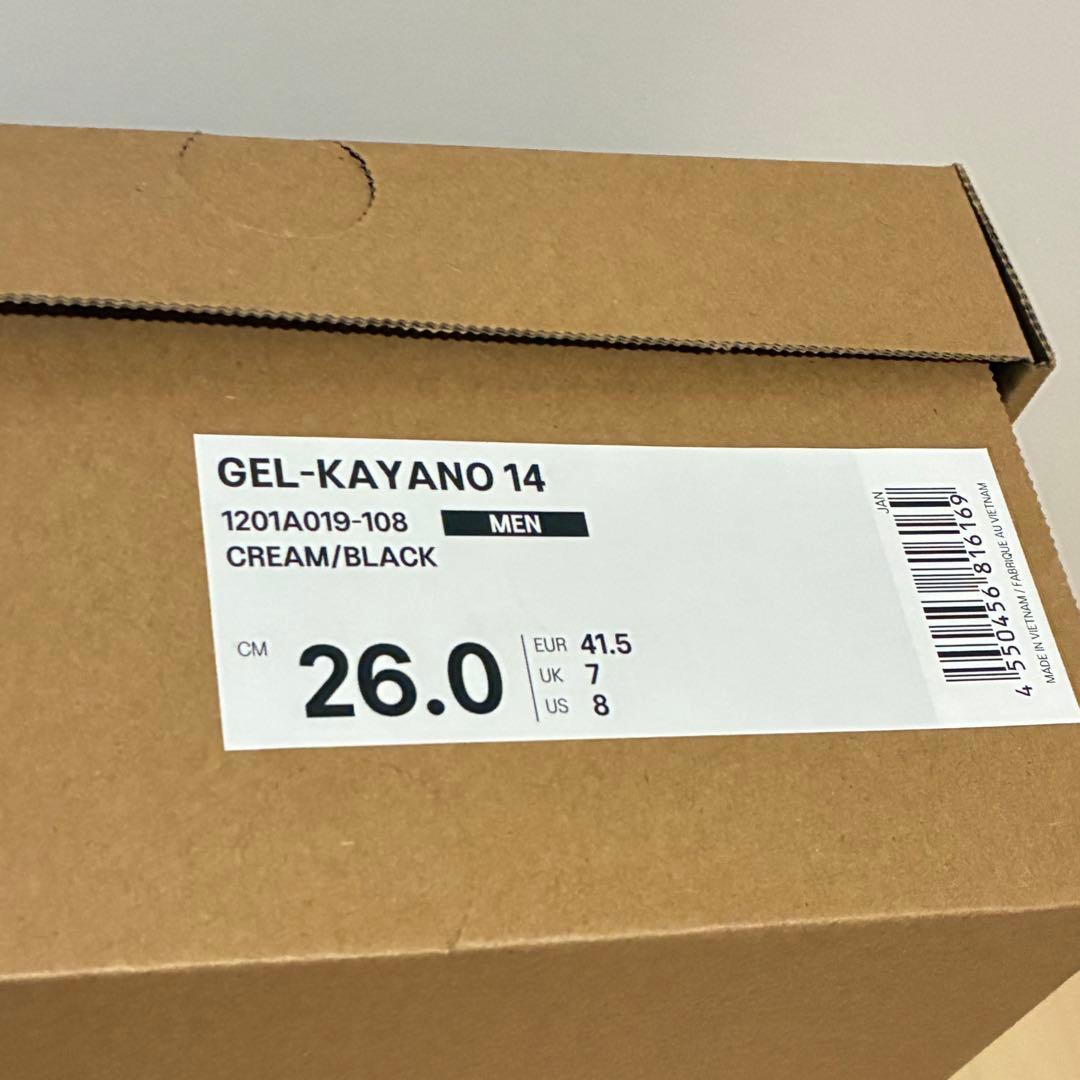 GEL-KAYANO 14
1201A019-108 MEN
CREAM/BLACK
CM 26.0
EUR 41.5
UK 7
US 8
JAN
4 550456 816169
MADE IN VIETNAM / FABRIQUE AU VIETNAM